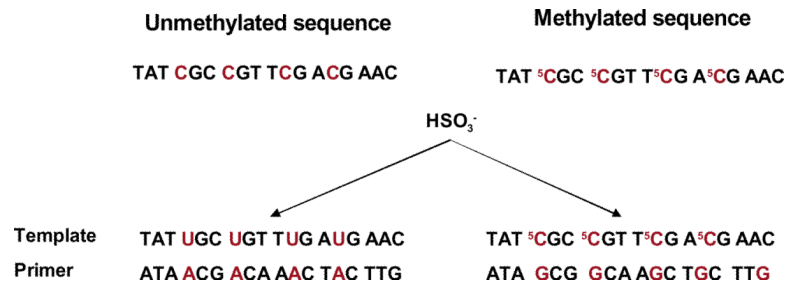 Unmethylated sequence
Methylated sequence
TAT CGC CGT TCG ACG AAC
TAT ⁵CGC ⁵CGT T⁵CG A⁵CG AAC
HSO₃⁻
Template TAT UGC UGT TUG AUG AAC TAT ⁵CGC ⁵CGT T⁵CG A⁵CG AAC
Primer ATA ACG ACA AAC TAC TTG ATA GCG GCA AGC TGC TTG